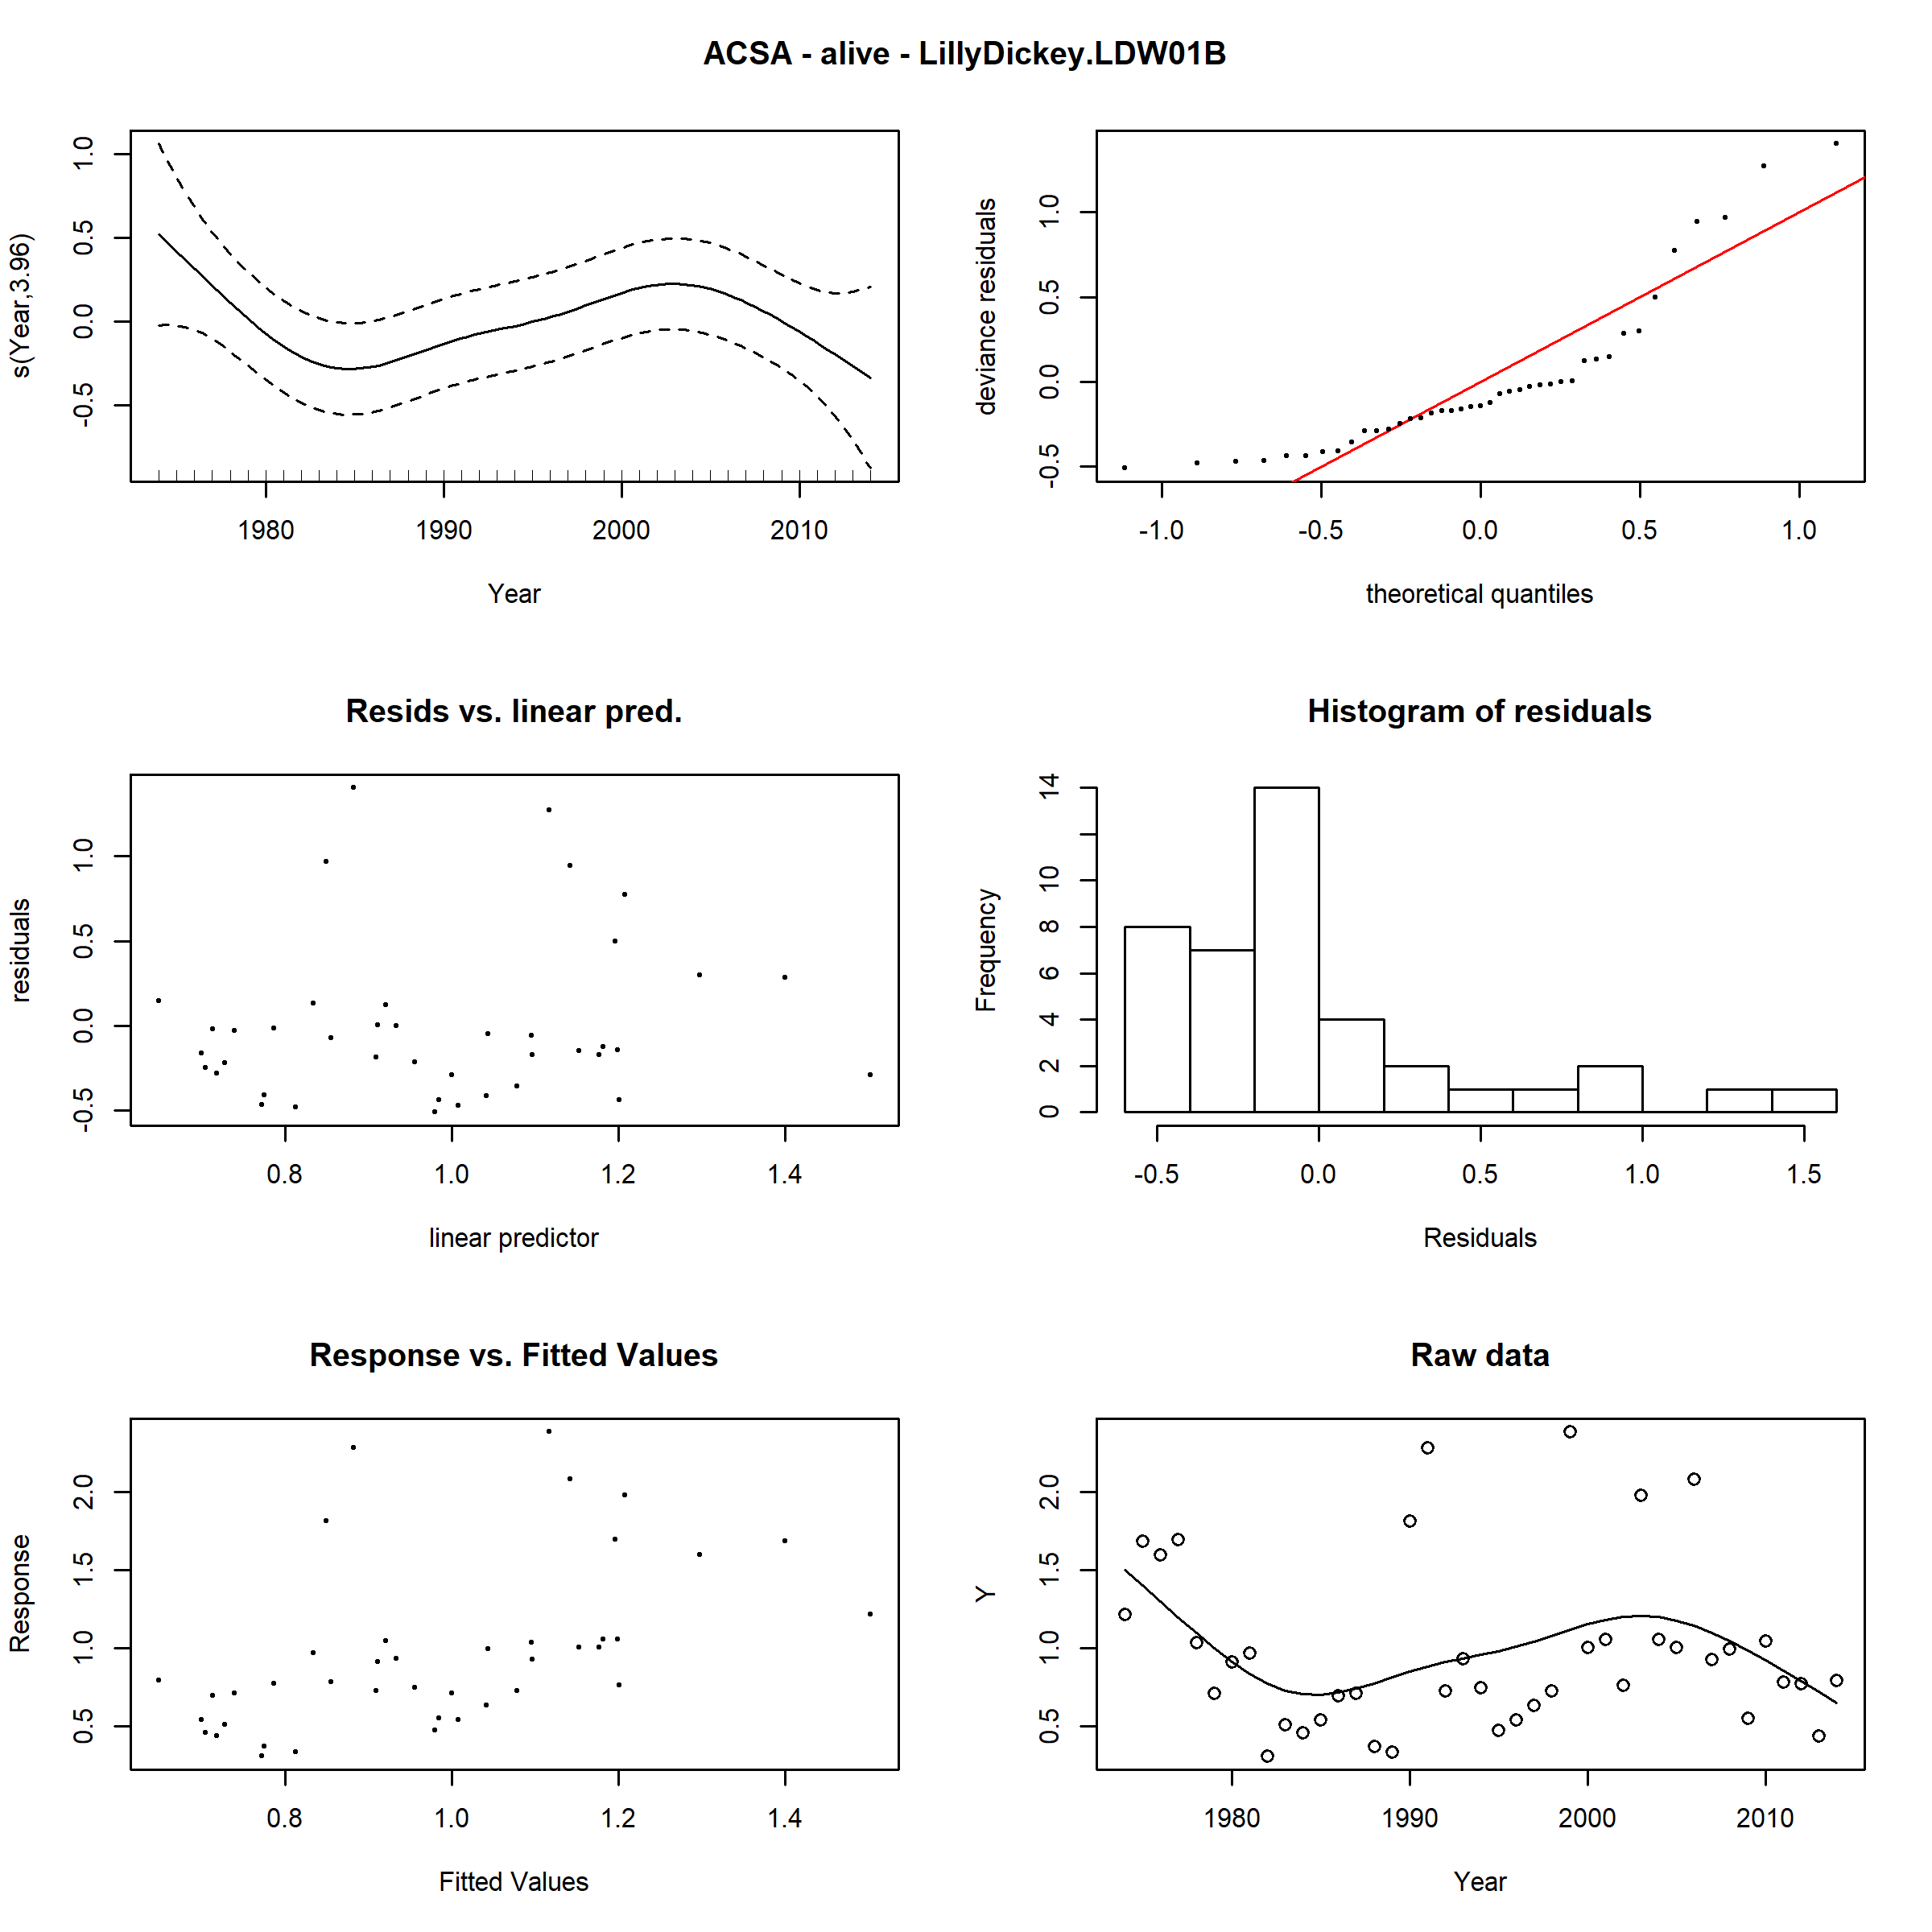 ACSA - alive - LillyDickey.LDW01B
s(Year,3.96)
1.0
0.5
0.0
-0.5
1980 1990 2000 2010
Year
deviance residuals
1.0
0.5
0.0
-0.5
-1.0 -0.5 0.0 0.5 1.0
theoretical quantiles
Resids vs. linear pred.
residuals
1.0
0.5
0.0
-0.5
0.8 1.0 1.2 1.4
linear predictor
Histogram of residuals
Frequency
14
10
8
6
4
2
0
-0.5 0.0 0.5 1.0 1.5
Residuals
Response vs. Fitted Values
Response
2.0
1.5
1.0
0.5
0.8 1.0 1.2 1.4
Fitted Values
Raw data
Y
2.0
1.5
1.0
0.5
1980 1990 2000 2010
Year